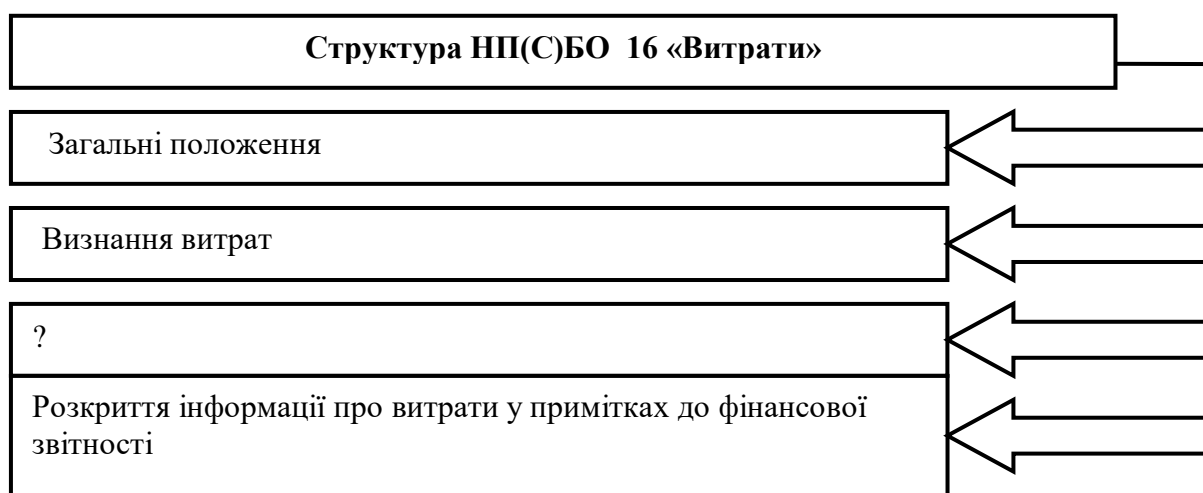 Структура НП(С)БО 16 «Витрати»
Загальні положення
Визнання витрат
?
Розкриття інформації про витрати у примітках до фінансової
звітності